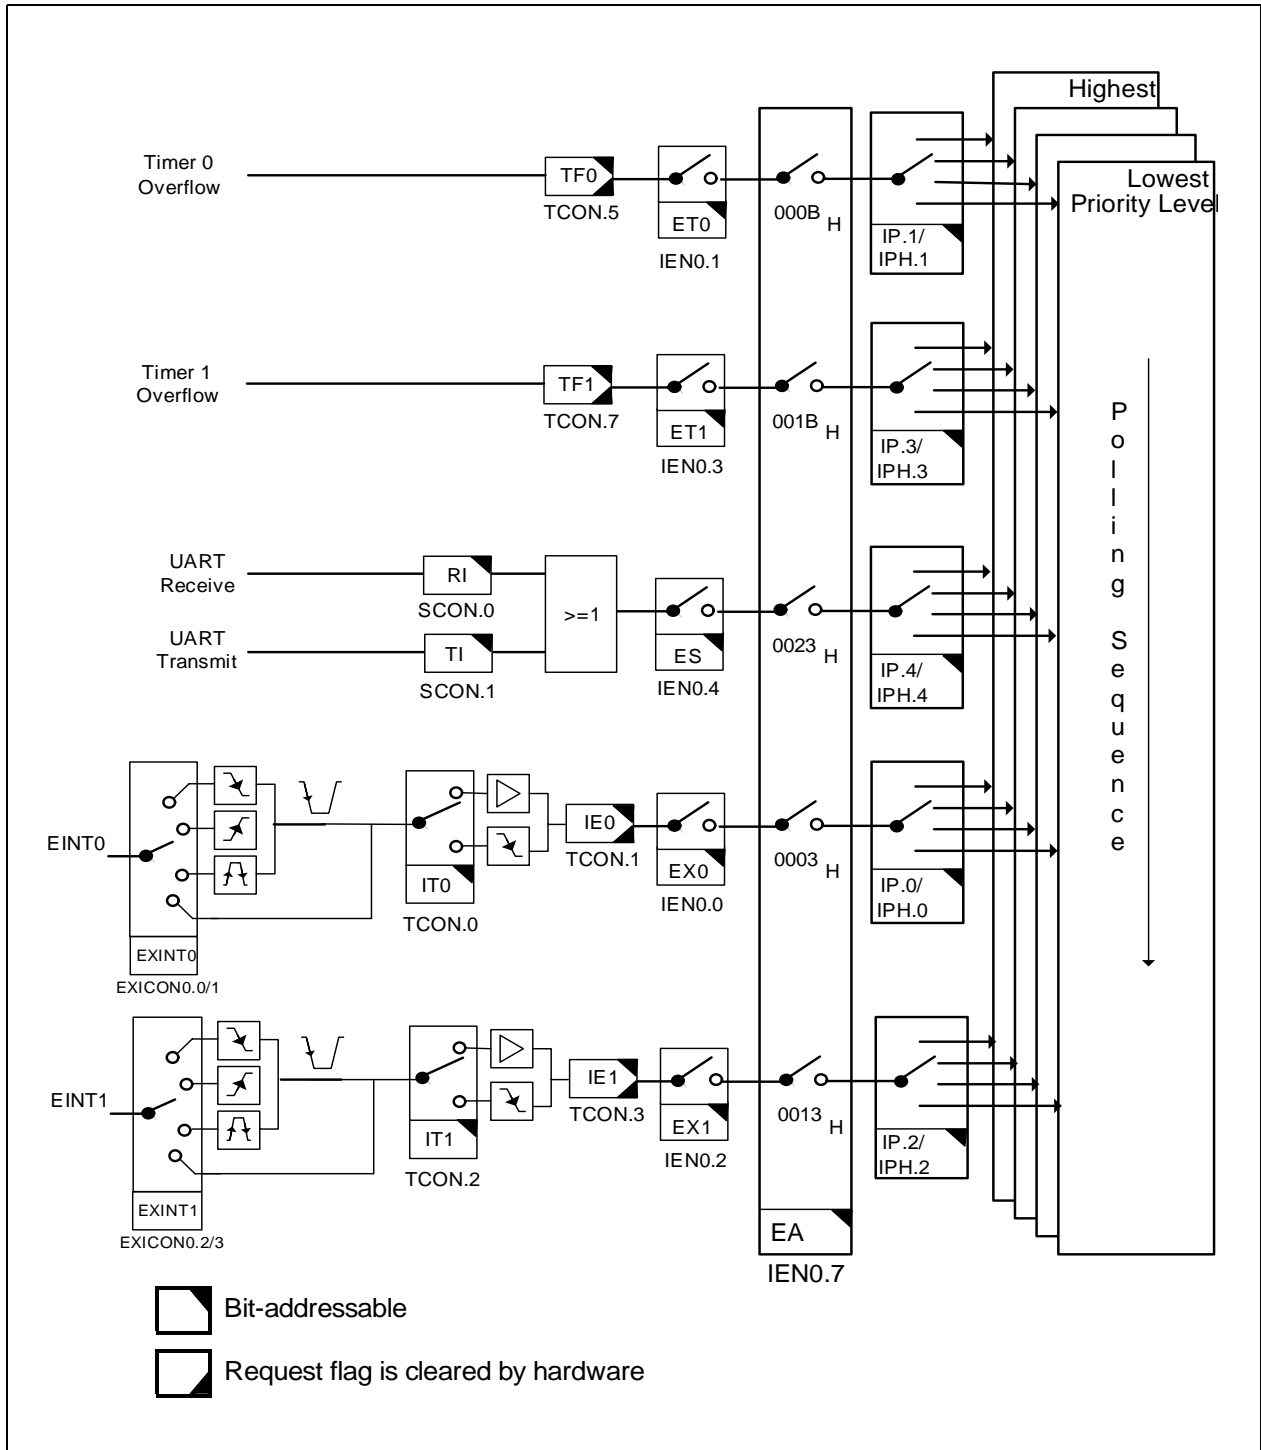 Highest
Lowest
Priority Level
Timer 0
Overflow
TF0
TCON.5
ET0
IEN0.1
000B H
IP.1/
IPH.1
Timer 1
Overflow
TF1
TCON.7
ET1
IEN0.3
001B H
IP.3/
IPH.3
UART
Receive
RI
SCON.0
UART
Transmit
TI
SCON.1
>=1
ES
IEN0.4
0023 H
IP.4/
IPH.4
EINT0
EXINT0
EXICON0.0/1
IT0
TCON.0
IE0
TCON.1
EX0
IEN0.0
0003 H
IP.0/
IPH.0
EINT1
EXINT1
EXICON0.2/3
IT1
TCON.2
IE1
TCON.3
EX1
IEN0.2
0013 H
IP.2/
IPH.2
EA
IEN0.7
Polling Sequence
Bit-addressable
Request flag is cleared by hardware